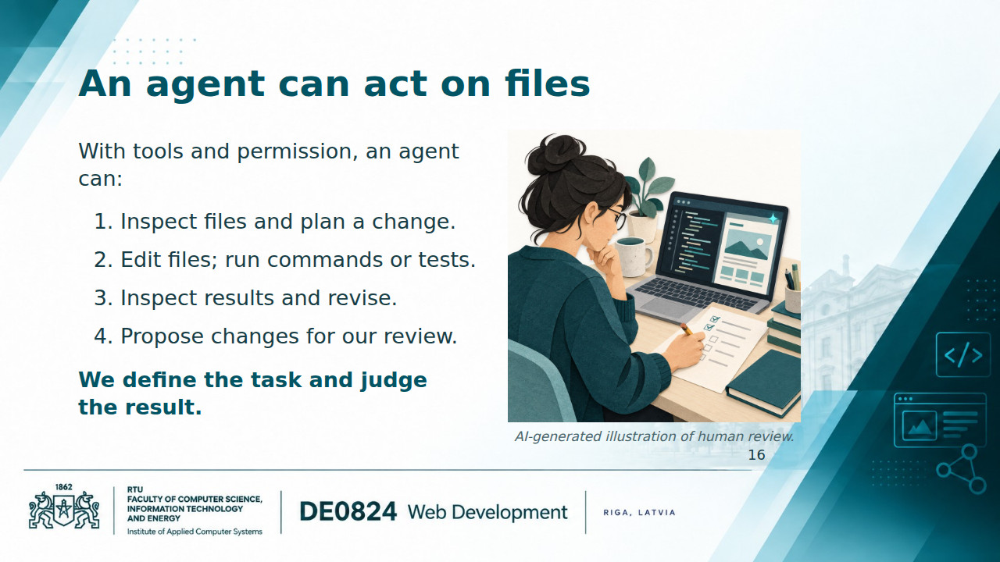 An agent can act on files
With tools and permission, an agent
can:
1. Inspect files and plan a change.
2. Edit files; run commands or tests.
3. Inspect results and revise.
4. Propose changes for our review.
We define the task and judge
the result.
AI-generated illustration of human review.
16
1862
RTU
FACULTY OF COMPUTER SCIENCE,
INFORMATION TECHNOLOGY
AND ENERGY
Institute of Applied Computer Systems
DE0824 Web Development
RIGA, LATVIA
</>